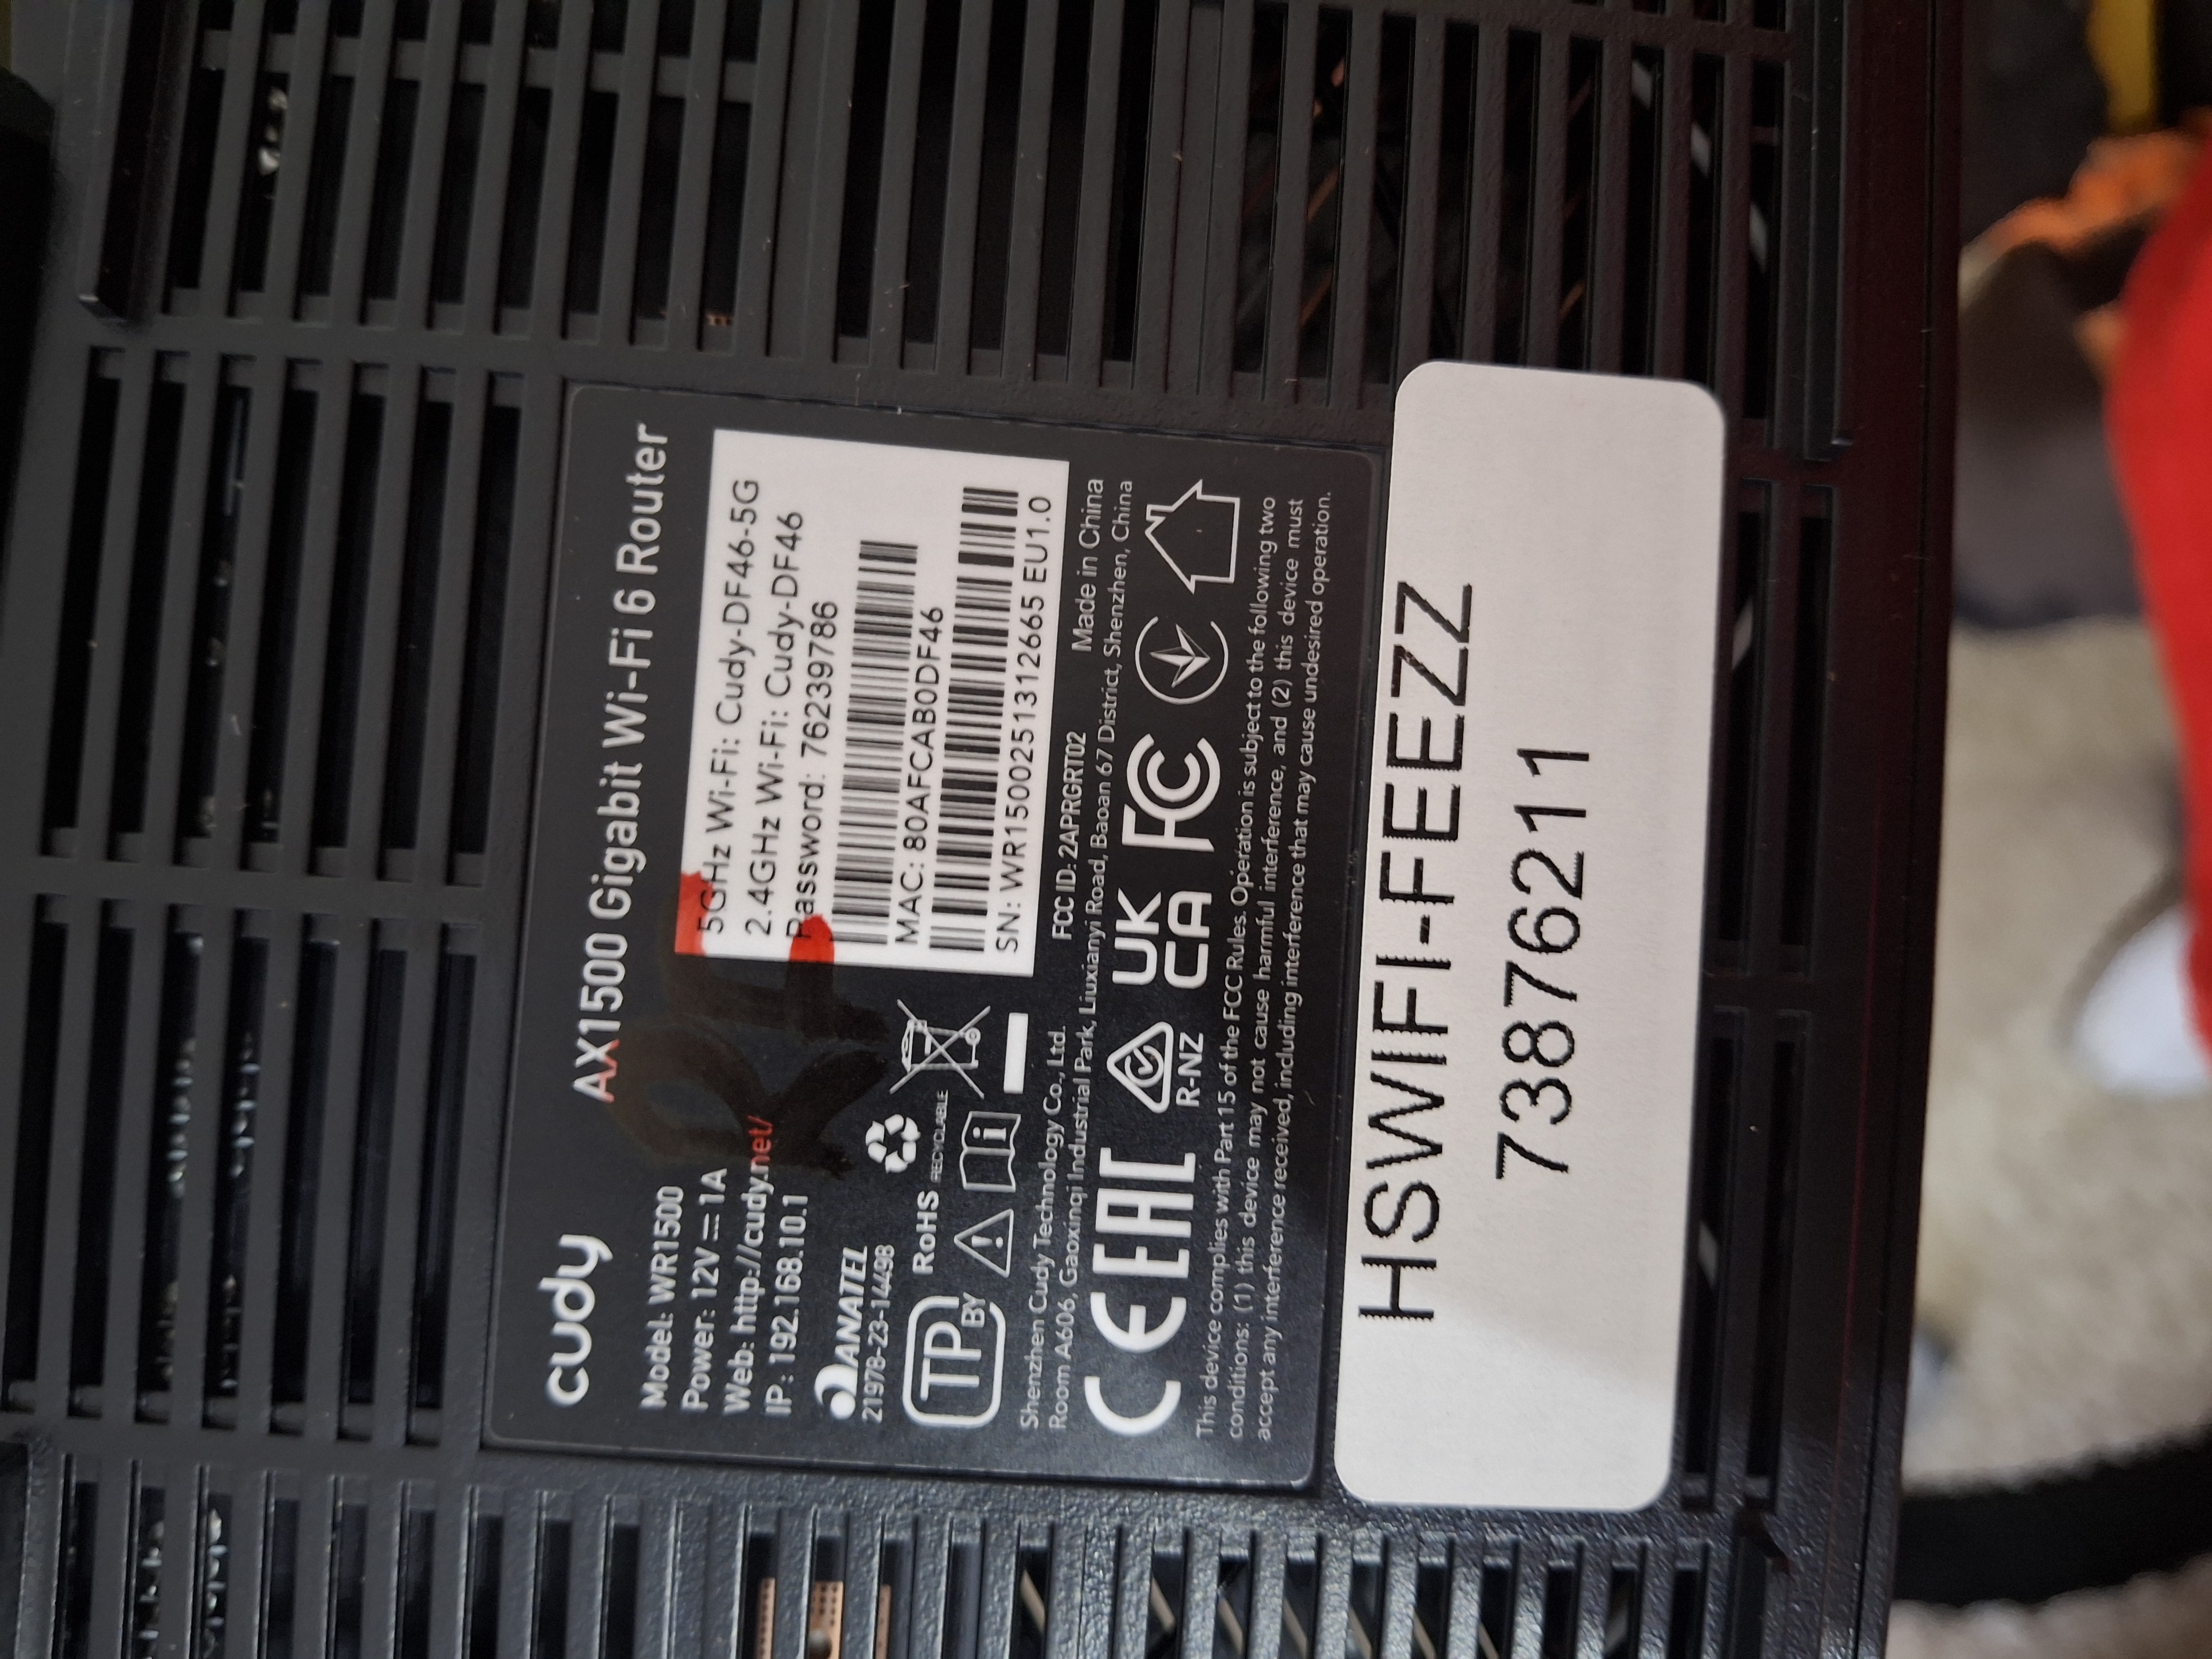 cudy AX1500 Gigabit Wi-Fi 6 Router
Model: WR1500
Power: 12V ⎓ 1A
Web: http://cudy.net/
IP: 192.168.10.1
5GHz Wi-Fi: Cudy-DF46-5G
2.4GHz Wi-Fi: Cudy-DF46
Password: 76239786
MAC: 80AFCAB0DF46
SN: WR1500251312665 EU1.0
ANATEL
21978-23-14498
RoHS
RECYCLABLE
TP
BY
FCC ID: 2APRGRT02 Made in China
Shenzhen Cudy Technology Co., Ltd.
Room A606, Gaoxinqi Industrial Park, Liuxianyi Road, Baoan 67 District, Shenzhen, China
CE EAC R-NZ UK CA FC
This device complies with Part 15 of the FCC Rules. Operation is subject to the following two
conditions: (1) this device may not cause harmful interference, and (2) this device must
accept any interference received, including interference that may cause undesired operation.
HSWIFI-FEEZZ
73876211